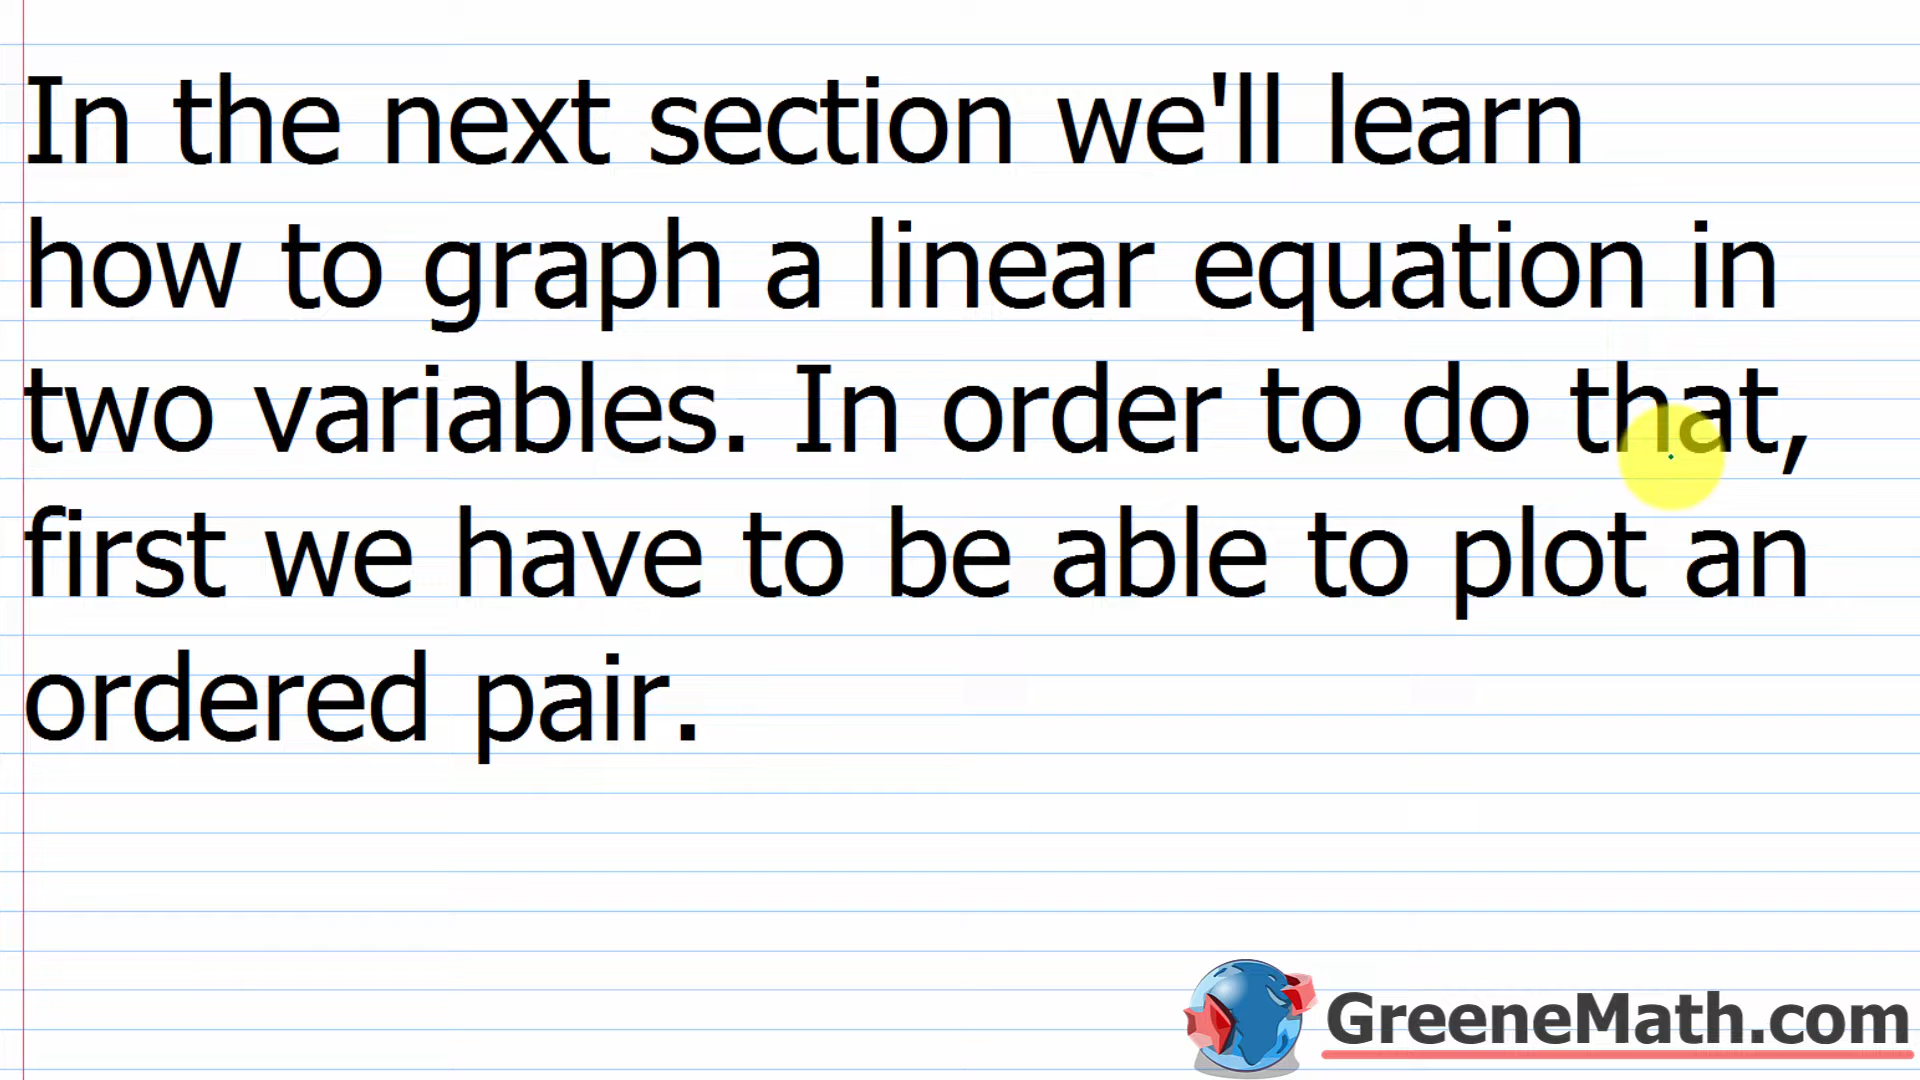 In the next section we'll learn
how to graph a linear equation in
two variables. In order to do that,
first we have to be able to plot an
ordered pair.
GreeneMath.com